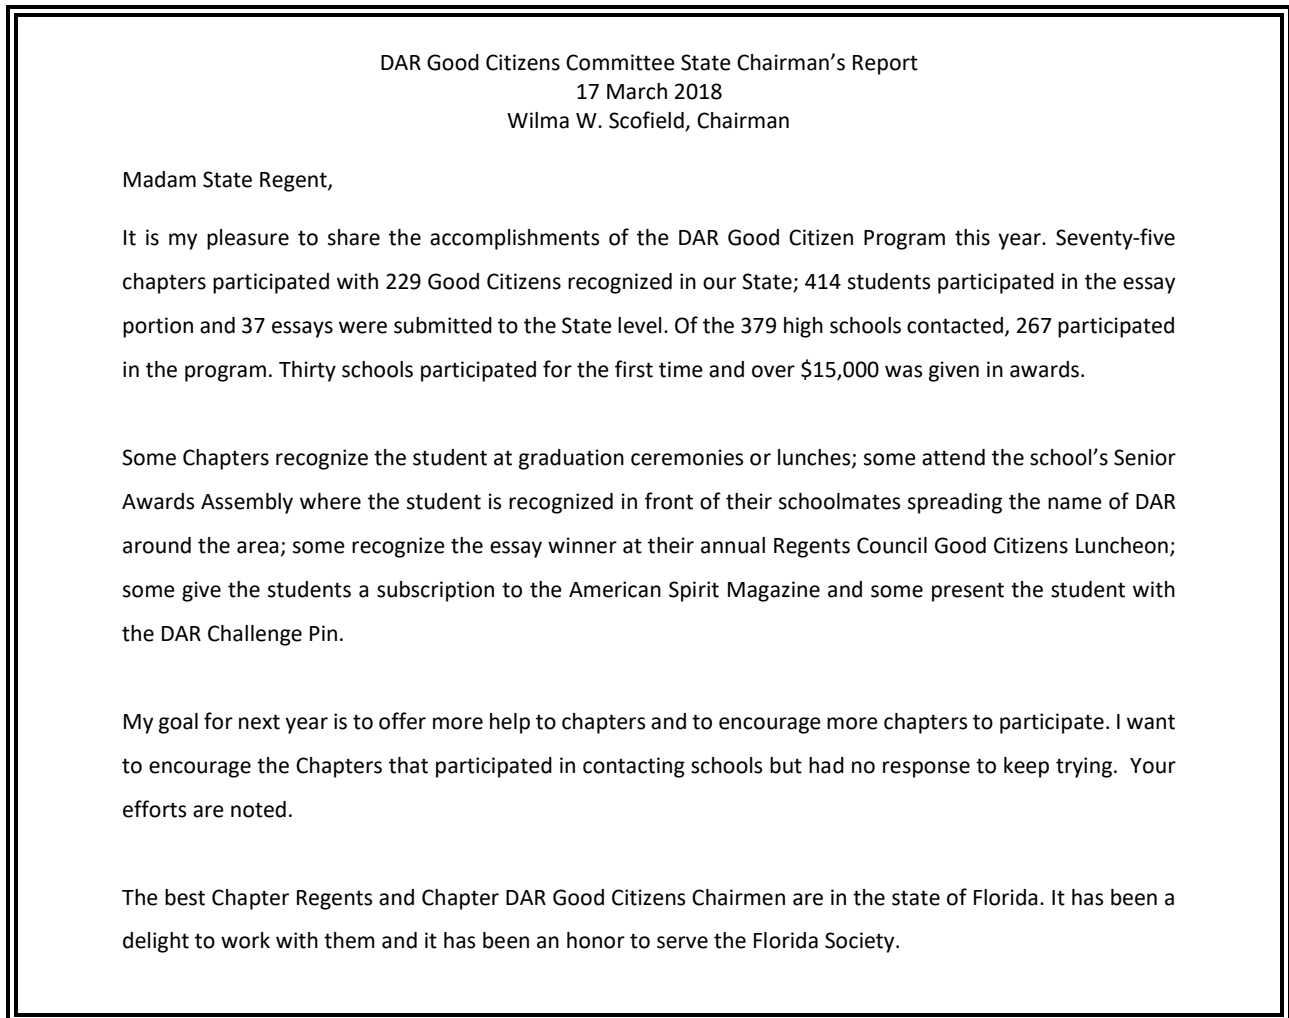 DAR Good Citizens Committee State Chairman’s Report
17 March 2018
Wilma W. Scofield, Chairman
Madam State Regent,
It is my pleasure to share the accomplishments of the DAR Good Citizen Program this year. Seventy-five
chapters participated with 229 Good Citizens recognized in our State; 414 students participated in the essay
portion and 37 essays were submitted to the State level. Of the 379 high schools contacted, 267 participated
in the program. Thirty schools participated for the first time and over $15,000 was given in awards.
Some Chapters recognize the student at graduation ceremonies or lunches; some attend the school’s Senior
Awards Assembly where the student is recognized in front of their schoolmates spreading the name of DAR
around the area; some recognize the essay winner at their annual Regents Council Good Citizens Luncheon;
some give the students a subscription to the American Spirit Magazine and some present the student with
the DAR Challenge Pin.
My goal for next year is to offer more help to chapters and to encourage more chapters to participate. I want
to encourage the Chapters that participated in contacting schools but had no response to keep trying.  Your
efforts are noted.
The best Chapter Regents and Chapter DAR Good Citizens Chairmen are in the state of Florida. It has been a
delight to work with them and it has been an honor to serve the Florida Society.